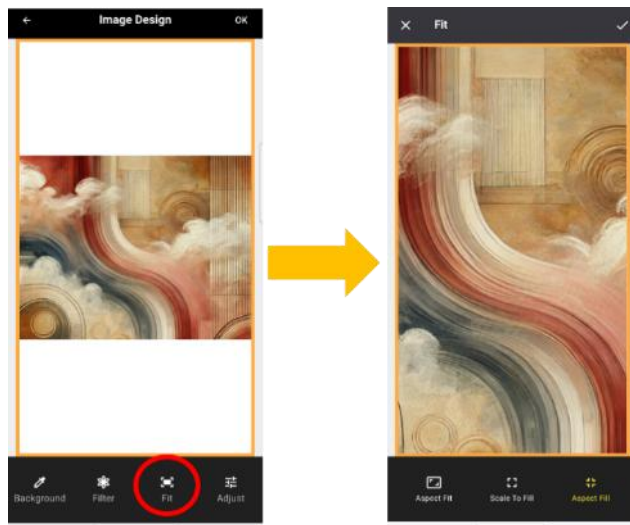 Image Design
OK
Background
Filter
Fit
Adjust
Fit
Aspect Fit
Scale To Fill
Aspect Fill